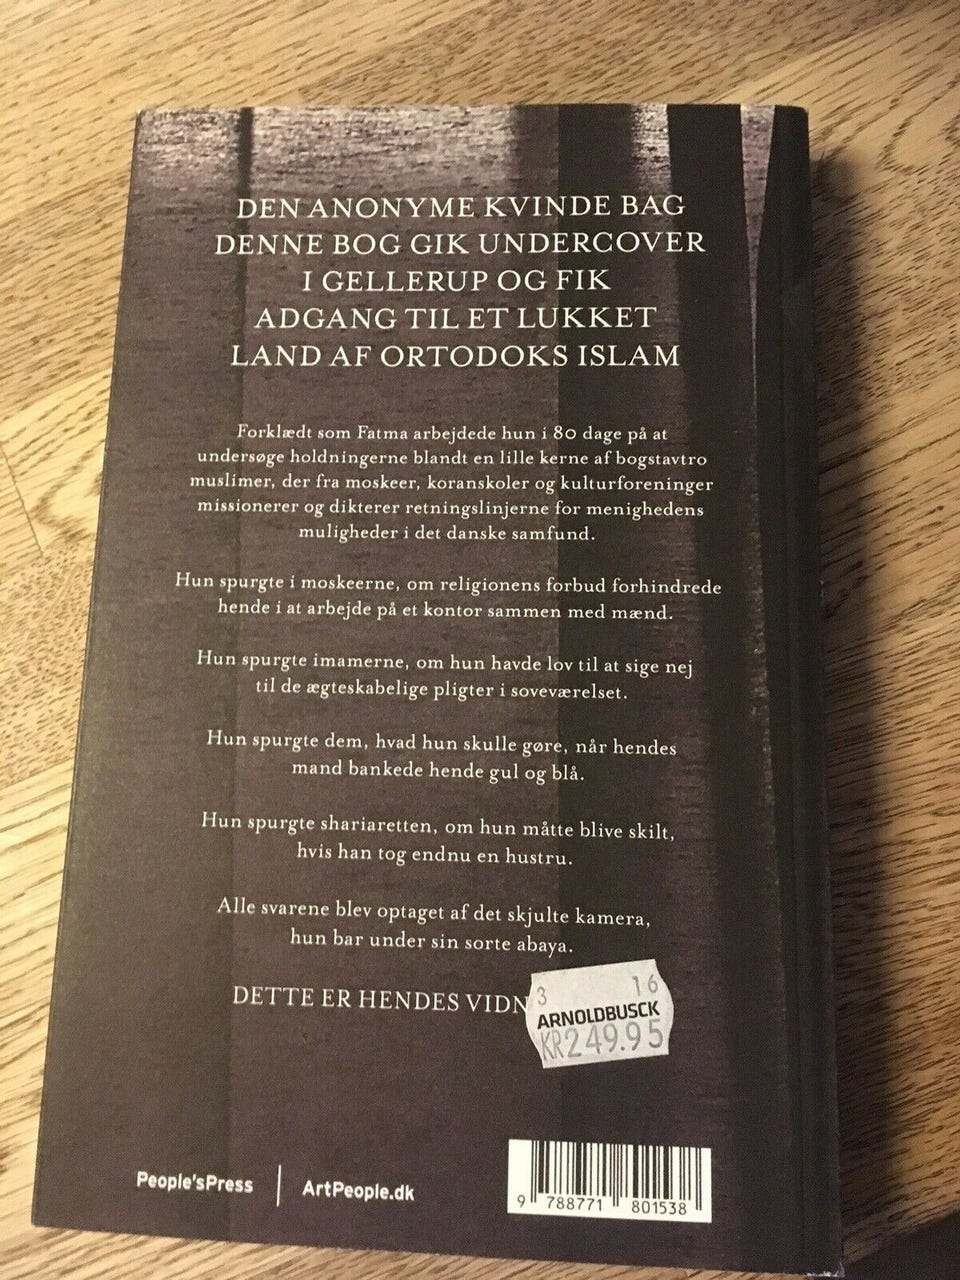 DEN ANONYME KVINDE BAG
DENNE BOG GIK UNDERCOVER
I GELLERUP OG FIK
ADGANG TIL ET LUKKET
LAND AF ORTODOKS ISLAM
Forklædt som Fatma arbejdede hun i 80 dage på at
undersøge holdningerne blandt en lille kerne af bogstavtro
muslimer, der fra moskeer, koranskoler og kulturforeninger
missionerer og dikterer retningslinjerne for menighedens
muligheder i det danske samfund.
Hun spurgte i moskeerne, om religionens forbud forhindrede
hende i at arbejde på et kontor sammen med mænd.
Hun spurgte imamerne, om hun havde lov til at sige nej
til de ægteskabelige pligter i soveværelset.
Hun spurgte dem, hvad hun skulle gøre, når hendes
mand bankede hende gul og blå.
Hun spurgte shariaretten, om hun måtte blive skilt,
hvis han tog endnu en hustru.
Alle svarene blev optaget af det skjulte kamera,
hun bar under sin sorte abaya.
DETTE ER HENDES VIDN
3 16
ARNOLDBUSCK
KR249.95
People'sPress | ArtPeople.dk
9 788771 801538